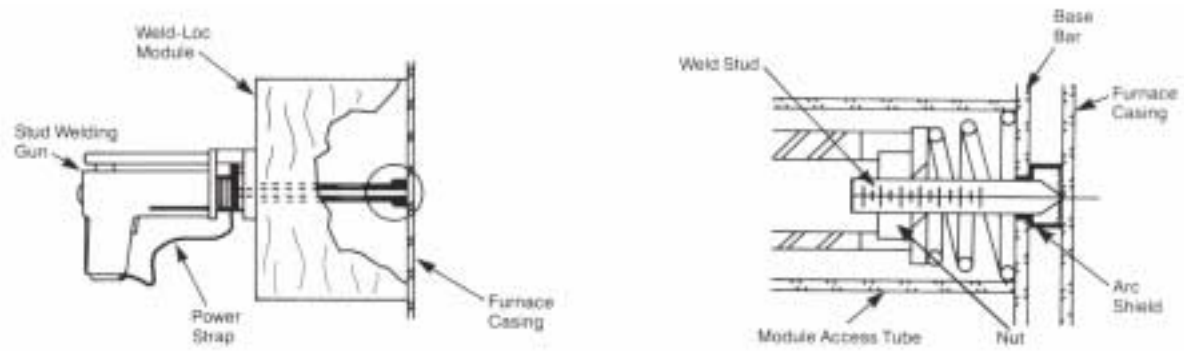 Weld-Loc
Module
Stud Welding
Gun
Power
Strap
Furnace
Casing
Base
Bar
Weld Stud
Furnace
Casing
Arc
Shield
Module Access Tube
Nut